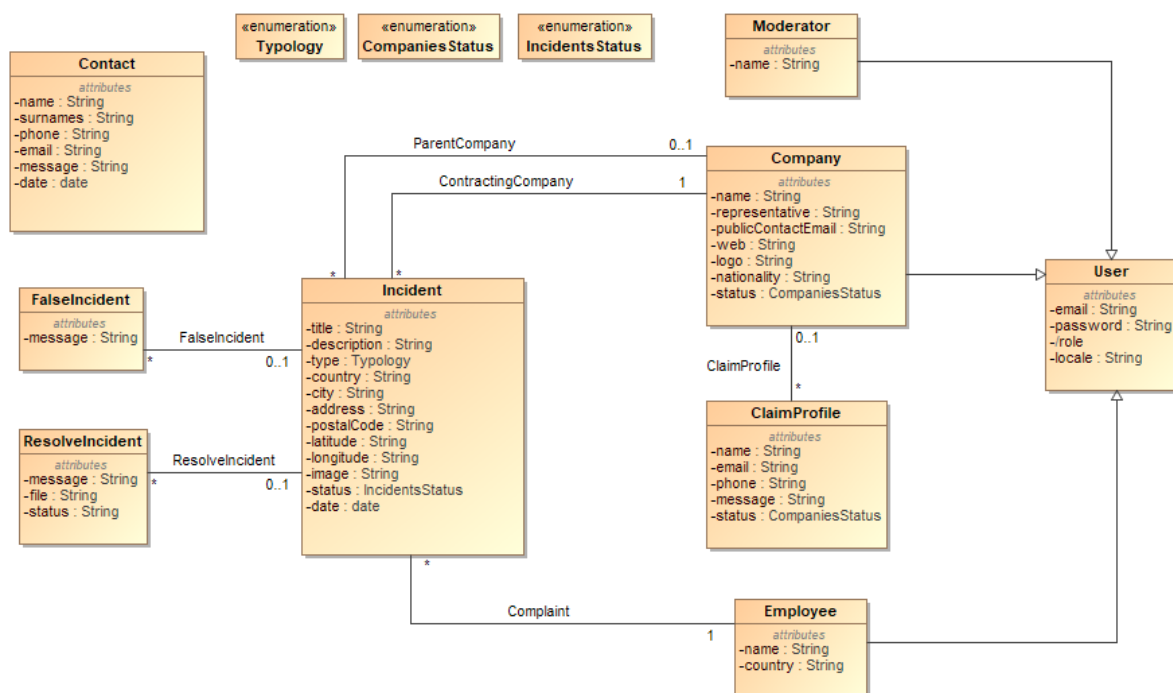 «enumeration»
Typology
«enumeration»
CompaniesStatus
«enumeration»
IncidentsStatus
Moderator
attributes
-name : String
Contact
attributes
-name : String
-surnames : String
-phone : String
-email : String
-message : String
-date : date
ParentCompany
0..1
*
ContractingCompany
1
*
Company
attributes
-name : String
-representative : String
-publicContactEmail : String
-web : String
-logo : String
-nationality : String
-status : CompaniesStatus
User
attributes
-email : String
-password : String
-/role
-locale : String
FalseIncident
attributes
-message : String
FalseIncident
*
0..1
Incident
attributes
-title : String
-description : String
-type : Typology
-country : String
-city : String
-address : String
-postalCode : String
-latitude : String
-longitude : String
-image : String
-status : IncidentsStatus
-date : date
0..1
ClaimProfile
*
ClaimProfile
attributes
-name : String
-email : String
-phone : String
-message : String
-status : CompaniesStatus
ResolveIncident
attributes
-message : String
-file : String
-status : String
ResolveIncident
*
0..1
*
Complaint
1
Employee
attributes
-name : String
-country : String